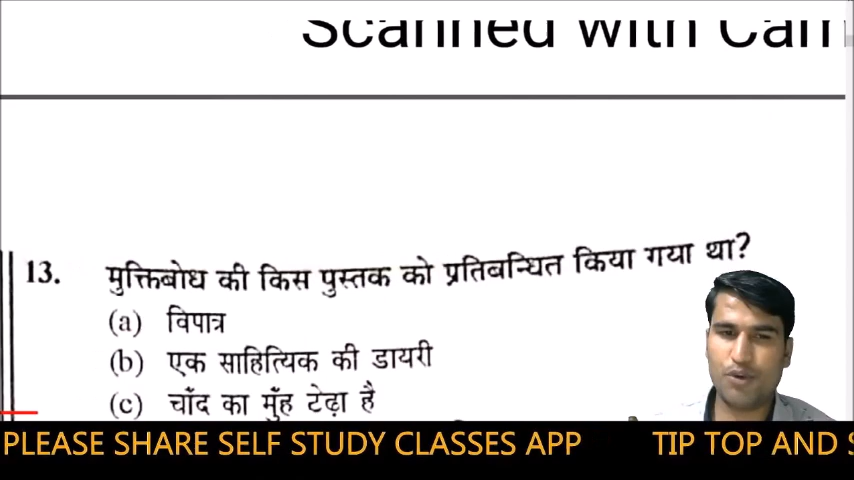 Scanned with Cam
13. मुक्तिबोध की किस पुस्तक को प्रतिबन्धित किया गया था?
(a) विपात्र
(b) एक साहित्यिक की डायरी
(c) चाँद का मुँह टेढ़ा है
PLEASE SHARE SELF STUDY CLASSES APP TIP TOP AND S